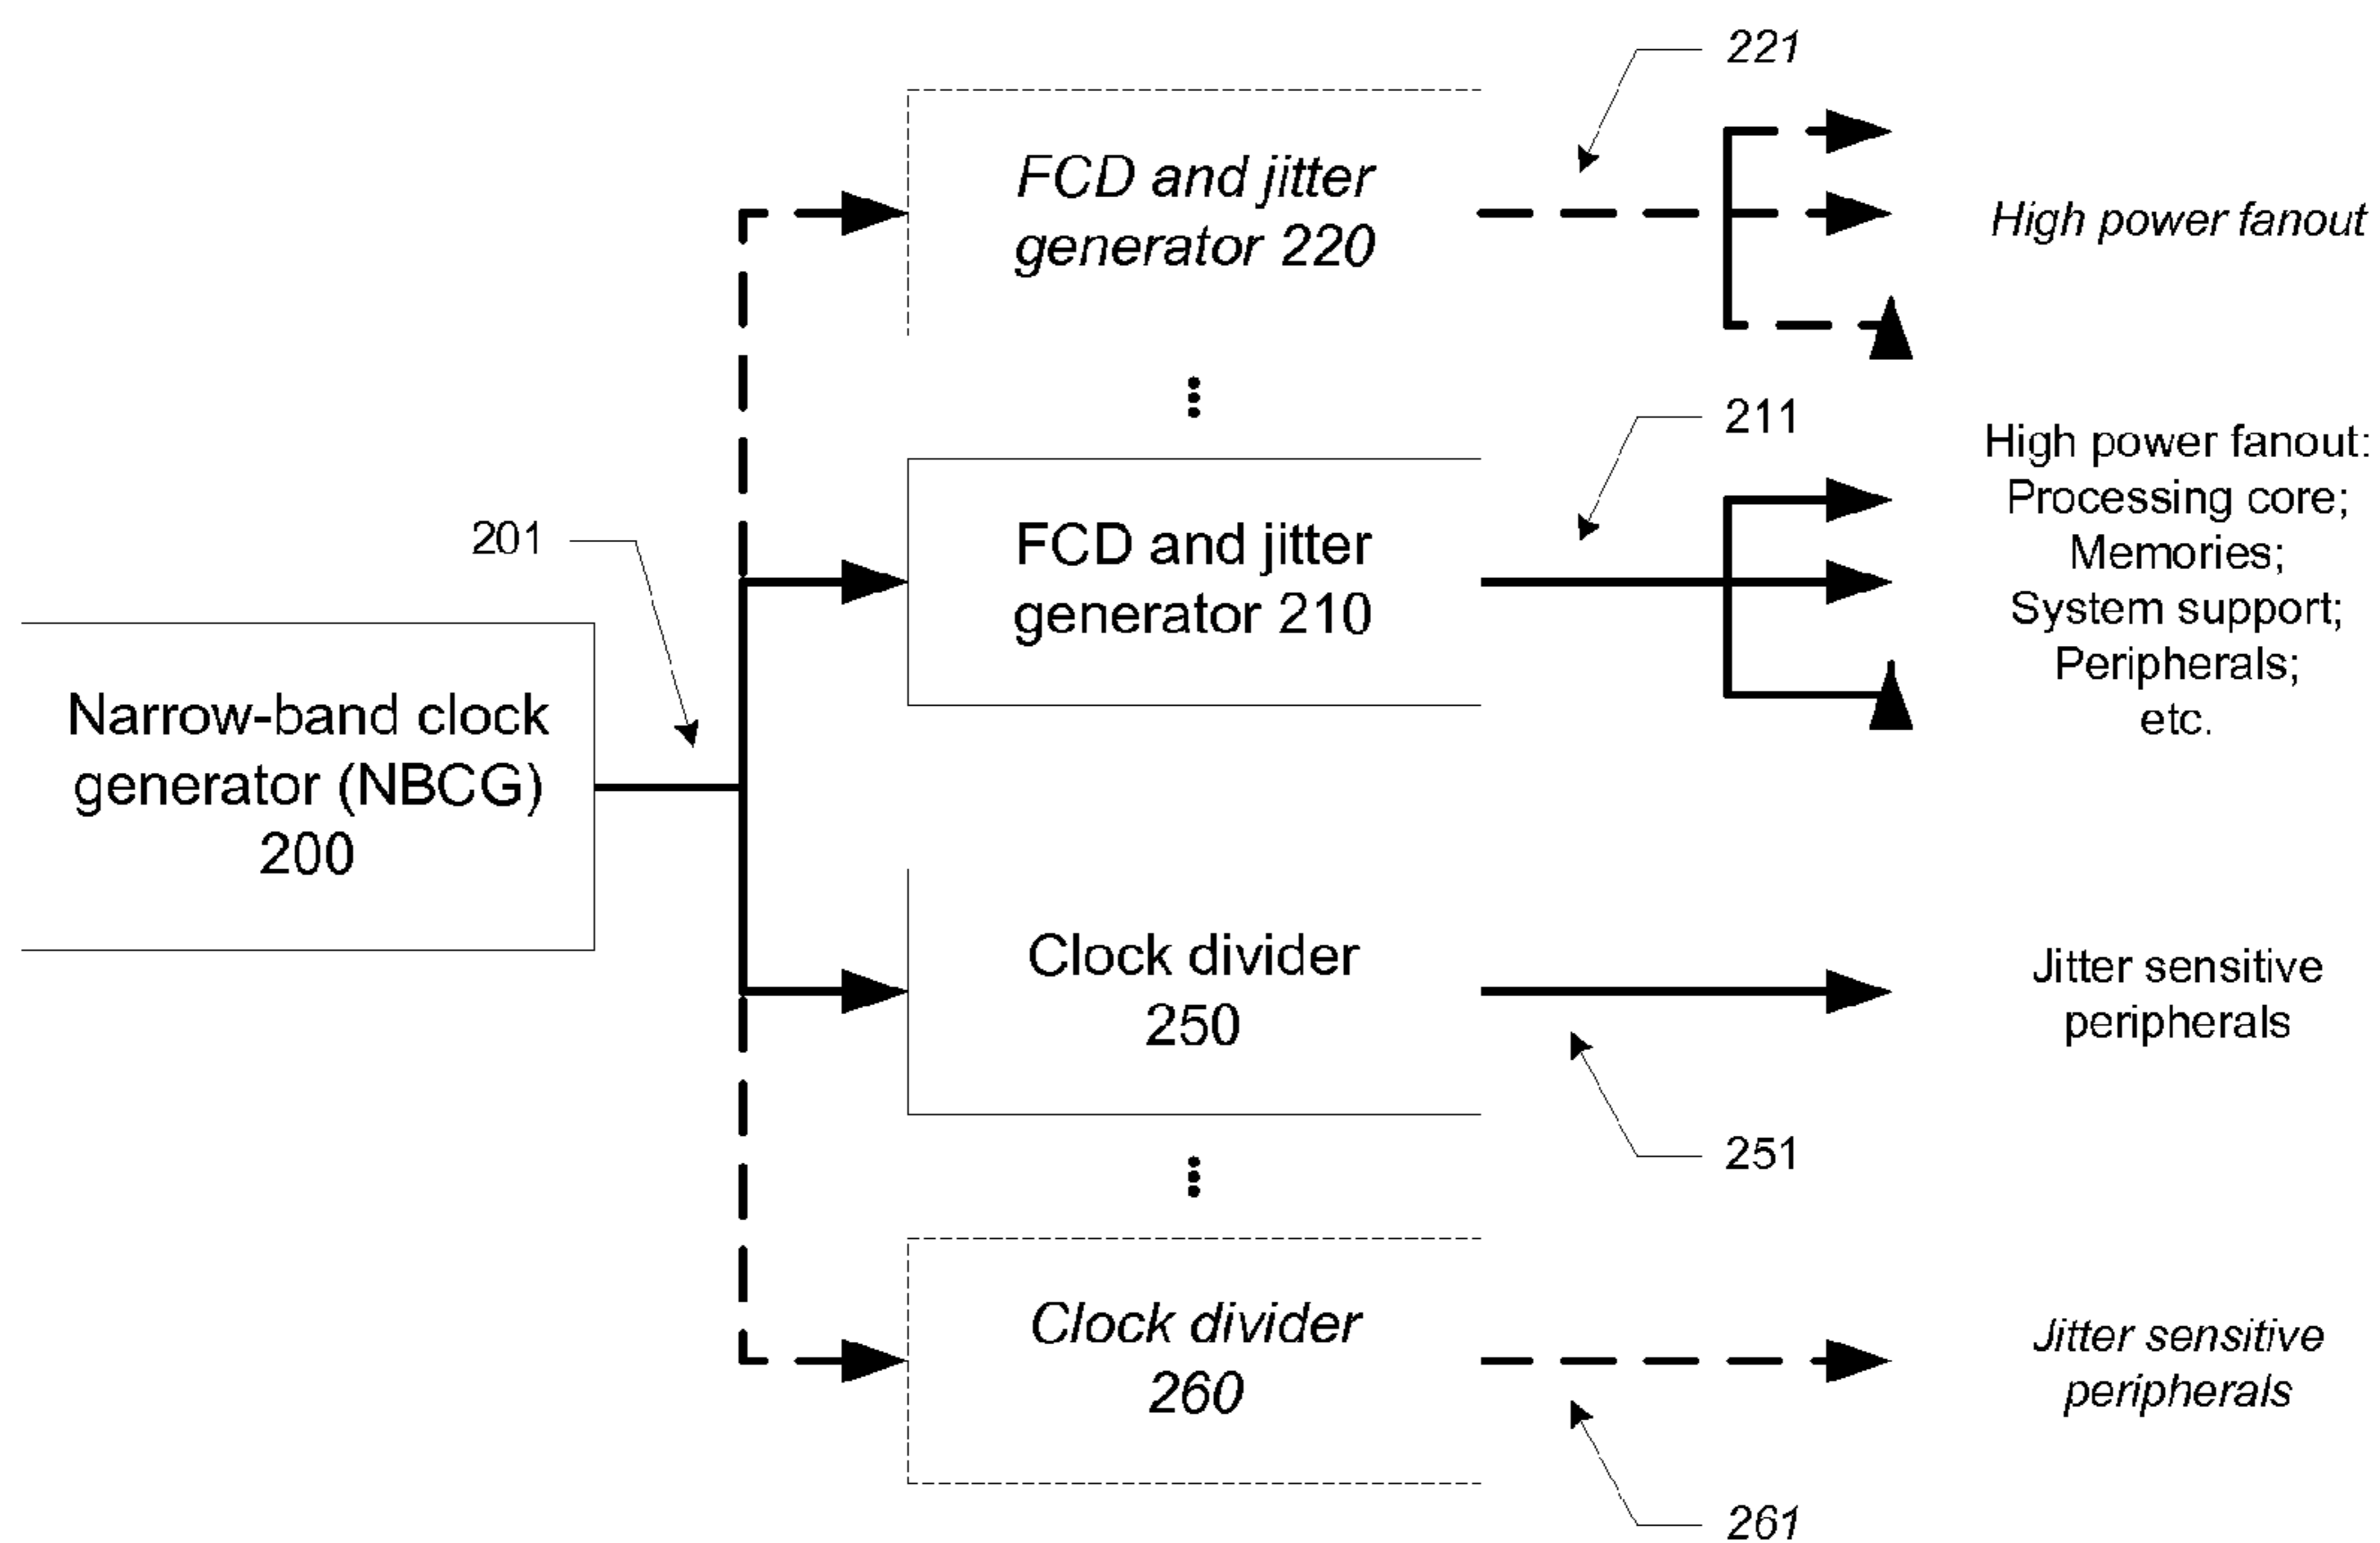 221
FCD and jitter
generator 220
High power fanout
211
High power fanout:
Processing core;
Memories;
System support;
Peripherals;
etc.
FCD and jitter
generator 210
201
Narrow-band clock
generator (NBCG)
200
Clock divider
250
Jitter sensitive
peripherals
251
Clock divider
260
Jitter sensitive
peripherals
261